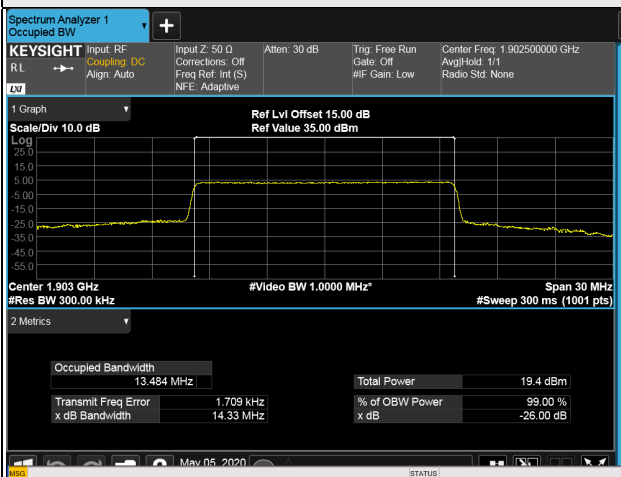 Spectrum Analyzer 1
Occupied BW
+
KEYSIGHT Input: RF Input Z: 50 Ω Atten: 30 dB Trig: Free Run Center Freq: 1.902500000 GHz
RL Coupling: DC Corrections: Off Gate: Off Avg|Hold: 1/1
Align: Auto Freq Ref: Int (S) #IF Gain: Low Radio Std: None
LXI NFE: Adaptive
1 Graph
Ref Lvl Offset 15.00 dB
Scale/Div 10.0 dB Ref Value 35.00 dBm
Log
25.0
15.0
5.00
-5.00
-15.0
-25.0
-35.0
-45.0
-55.0
Center 1.903 GHz #Video BW 1.0000 MHz* Span 30 MHz
#Res BW 300.00 kHz #Sweep 300 ms (1001 pts)
2 Metrics
Occupied Bandwidth
13.484 MHz Total Power 19.4 dBm
Transmit Freq Error 1.709 kHz % of OBW Power 99.00 %
x dB Bandwidth 14.33 MHz x dB -26.00 dB
May 05, 2020
MSG STATUS